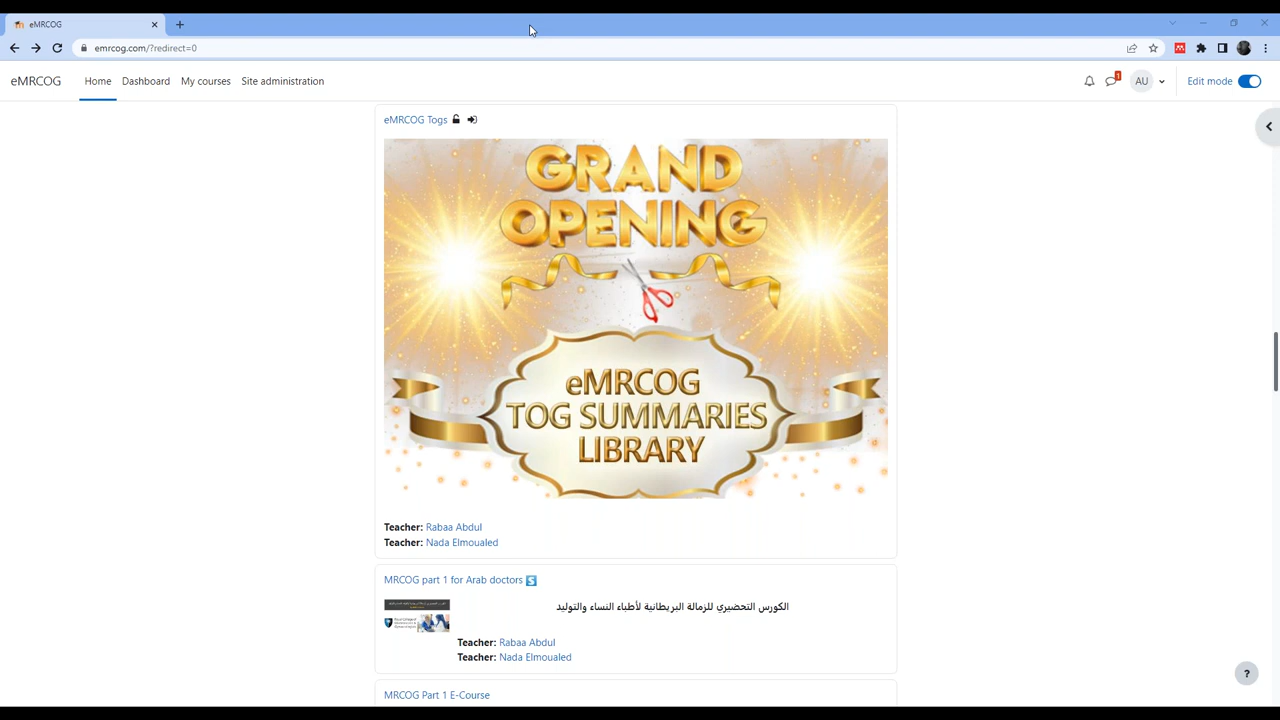 eMRCOG
emrcog.com/?redirect=0
eMRCOG Home Dashboard My courses Site administration
1
AU
Edit mode
eMRCOG Togs
GRAND
OPENING
eMRCOG
TOG SUMMARIES
LIBRARY
Teacher: Rabaa Abdul
Teacher: Nada Elmoualed
MRCOG part 1 for Arab doctors
الكورس التحضيري للزمالة البريطانية لأطباء النساء والتوليد
Teacher: Rabaa Abdul
Teacher: Nada Elmoualed
MRCOG Part 1 E-Course
?